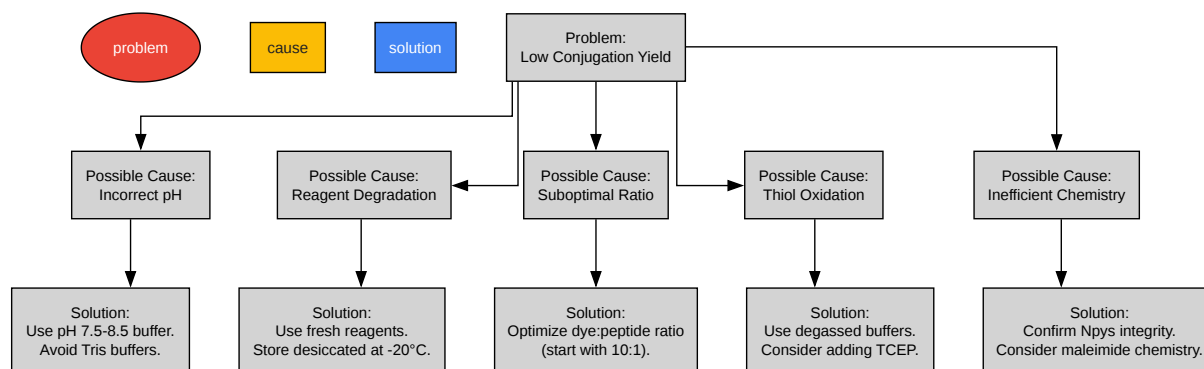 problem
cause
solution
Problem:
Low Conjugation Yield
Possible Cause:
Incorrect pH
Possible Cause:
Reagent Degradation
Possible Cause:
Suboptimal Ratio
Possible Cause:
Thiol Oxidation
Possible Cause:
Inefficient Chemistry
Solution:
Use pH 7.5-8.5 buffer.
Avoid Tris buffers.
Solution:
Use fresh reagents.
Store desiccated at -20°C.
Solution:
Optimize dye:peptide ratio
(start with 10:1).
Solution:
Use degassed buffers.
Consider adding TCEP.
Solution:
Confirm Npys integrity.
Consider maleimide chemistry.